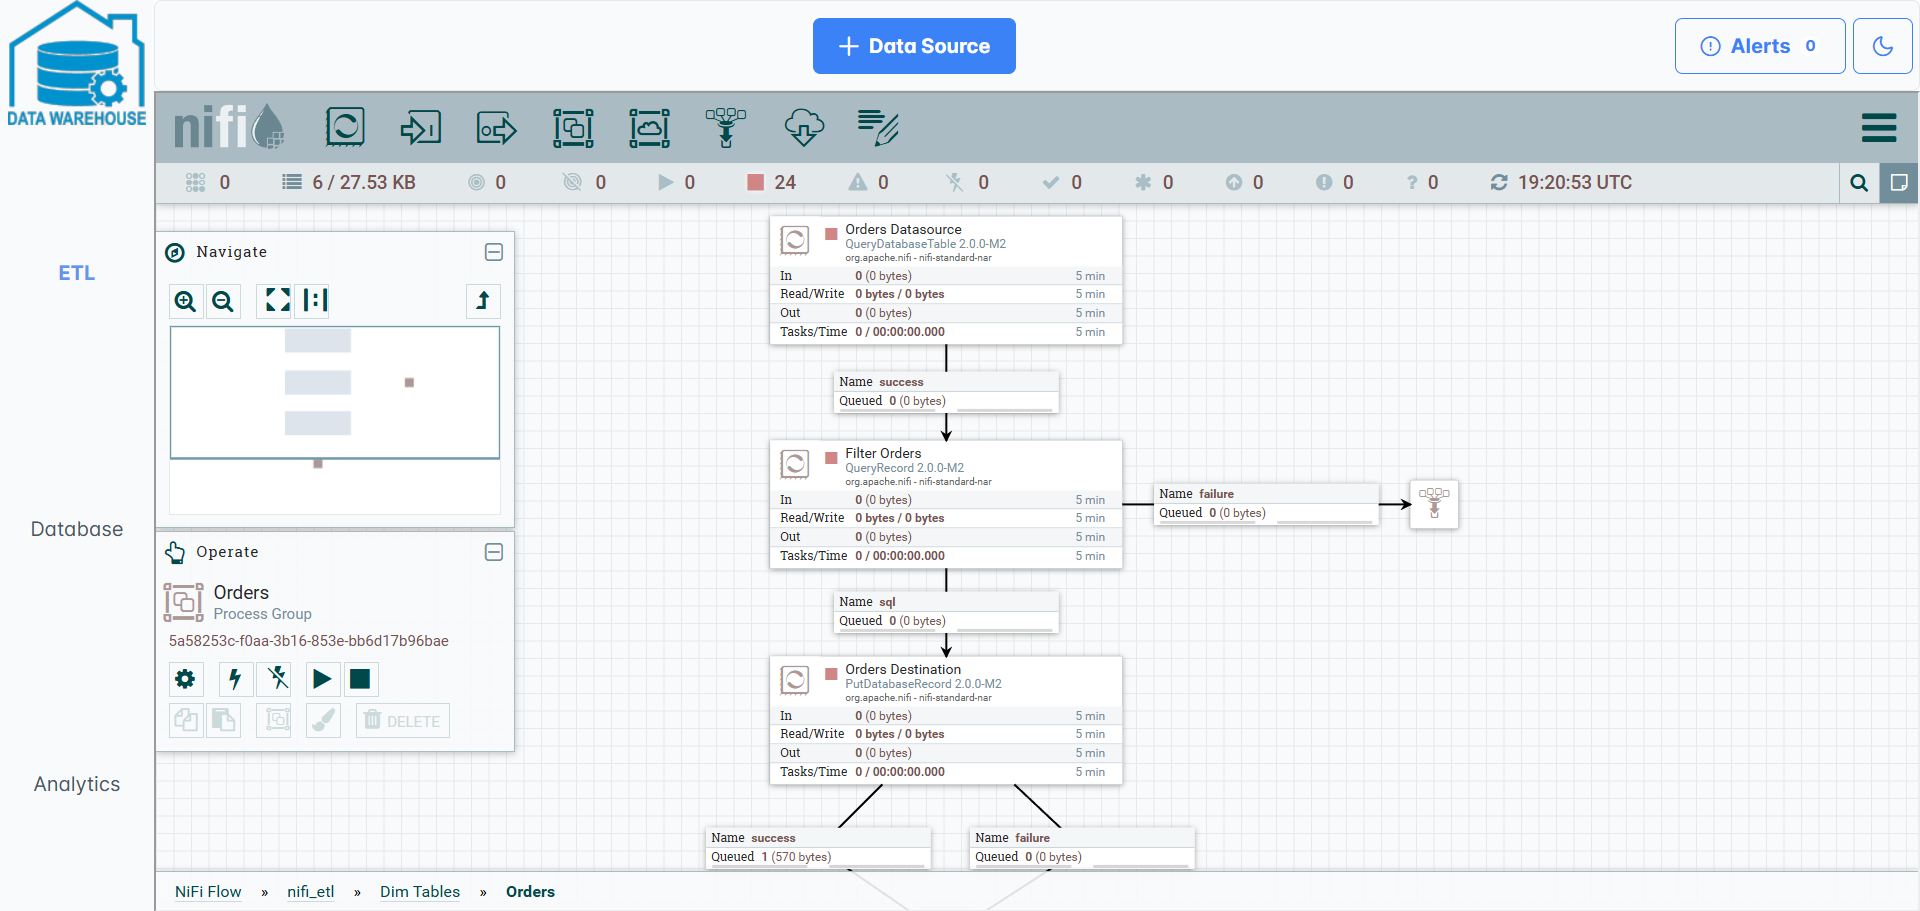 DATA WAREHOUSE
Data Source
Alerts 0
nifi
0
6 / 27.53 KB
0
0
0
24
0
0
0
0
0
0
? 0
19:20:53 UTC
ETL
Database
Analytics
Navigate
Operate
Orders
Process Group
5a58253c-f0aa-3b16-853e-bb6d17b96bae
DELETE
Orders Datasource
QueryDatabaseTable 2.0.0-M2
org.apache.nifi - nifi-standard-nar
In 0 (0 bytes) 5 min
Read/Write 0 bytes / 0 bytes 5 min
Out 0 (0 bytes) 5 min
Tasks/Time 0 / 00:00:00.000 5 min
Name success
Queued 0 (0 bytes)
Filter Orders
QueryRecord 2.0.0-M2
org.apache.nifi - nifi-standard-nar
In 0 (0 bytes) 5 min
Read/Write 0 bytes / 0 bytes 5 min
Out 0 (0 bytes) 5 min
Tasks/Time 0 / 00:00:00.000 5 min
Name failure
Queued 0 (0 bytes)
Name sql
Queued 0 (0 bytes)
Orders Destination
PutDatabaseRecord 2.0.0-M2
org.apache.nifi - nifi-standard-nar
In 0 (0 bytes) 5 min
Read/Write 0 bytes / 0 bytes 5 min
Out 0 (0 bytes) 5 min
Tasks/Time 0 / 00:00:00.000 5 min
Name success
Queued 1 (570 bytes)
Name failure
Queued 0 (0 bytes)
NiFi Flow » nifi_etl » Dim Tables » Orders